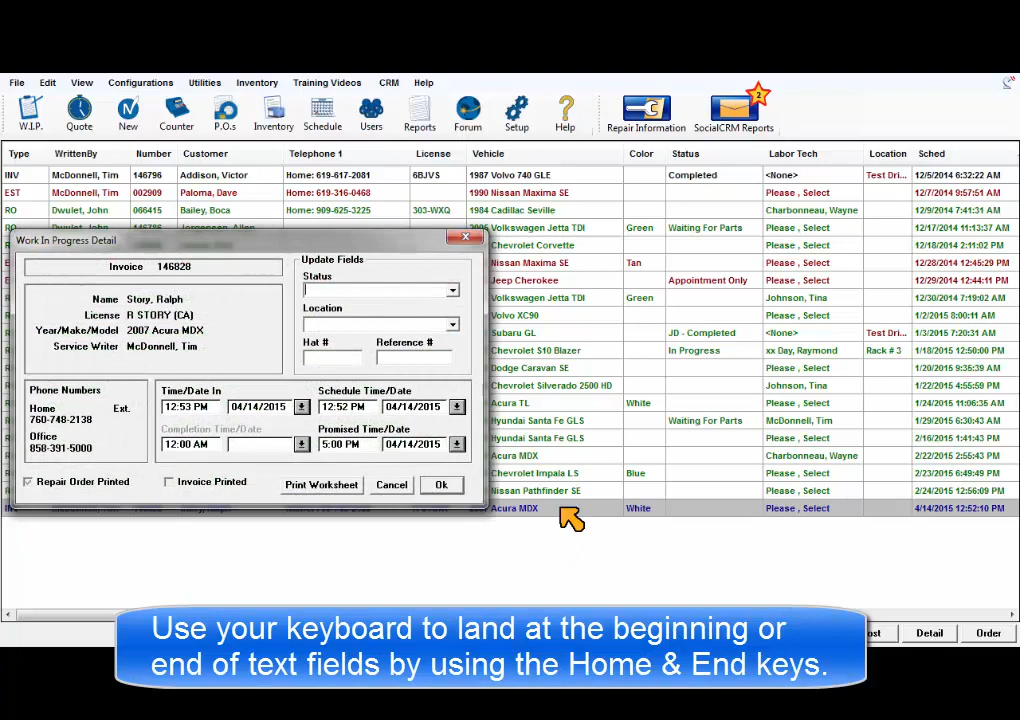 File Edit View Configurations Utilities Inventory Training Videos CRM Help
W.I.P. Quote New Counter P.O.s Inventory Schedule Users Reports Forum Setup Help Repair Information SocialCRM Reports
2
Type WrittenBy Number Customer Telephone 1 License Vehicle Color Status Labor Tech Location Sched
INV McDonnell, Tim 146796 Addison, Victor Home: 619-617-2081 6BJVS 1987 Volvo 740 GLE Completed <None> Test Dri... 12/5/2014 6:32:22 AM
EST McDonnell, Tim 002909 Paloma, Dave Home: 619-316-0468 1990 Nissan Maxima SE Please , Select 12/7/2014 9:57:51 AM
RO Dwulet, John 066415 Bailey, Boca Home: 909-625-3225 303-WXQ 1984 Cadillac Seville Charbonneau, Wayne 12/9/2014 7:41:31 AM
Volkswagen Jetta TDI Green Waiting For Parts Please , Select 12/17/2014 11:13:37 AM
Chevrolet Corvette Please , Select 12/18/2014 2:11:02 PM
Nissan Maxima SE Tan Please , Select 12/28/2014 12:45:29 PM
Jeep Cherokee Appointment Only Please , Select 12/29/2014 12:44:11 PM
Volkswagen Jetta TDI Green Johnson, Tina 12/30/2014 7:19:02 AM
Volvo XC90 Please , Select 1/2/2015 8:00:11 AM
Subaru GL JD - Completed <None> Test Dri... 1/3/2015 7:20:31 AM
Chevrolet S10 Blazer In Progress xx Day, Raymond Rack # 3 1/18/2015 12:50:00 PM
Dodge Caravan SE Please , Select 1/20/2015 9:35:39 AM
Chevrolet Silverado 2500 HD Johnson, Tina 1/22/2015 4:55:59 PM
Acura TL White Please , Select 1/24/2015 11:06:35 AM
Hyundai Santa Fe GLS Waiting For Parts McDonnell, Tim 1/29/2015 6:30:43 AM
Hyundai Santa Fe GLS Please , Select 2/16/2015 1:41:43 PM
Acura MDX Charbonneau, Wayne 2/22/2015 2:55:43 PM
Chevrolet Impala LS Blue Please , Select 2/23/2015 6:49:49 PM
Nissan Pathfinder SE Please , Select 2/24/2015 12:56:09 PM
Acura MDX White Please , Select 4/14/2015 12:52:10 PM
Work In Progress Detail
Invoice 146828
Name Story, Ralph
License R STORY (CA)
Year/Make/Model 2007 Acura MDX
Service Writer McDonnell, Tim
Update Fields
Status
Location
Hat # Reference #
Phone Numbers
Home Ext.
760-748-2138
Office
858-391-5000
Time/Date In Schedule Time/Date
12:53 PM 04/14/2015 12:52 PM 04/14/2015
Completion Time/Date Promised Time/Date
12:00 AM 5:00 PM 04/14/2015
Repair Order Printed Invoice Printed Print Worksheet Cancel Ok
Detail Order
Use your keyboard to land at the beginning or
end of text fields by using the Home & End keys.